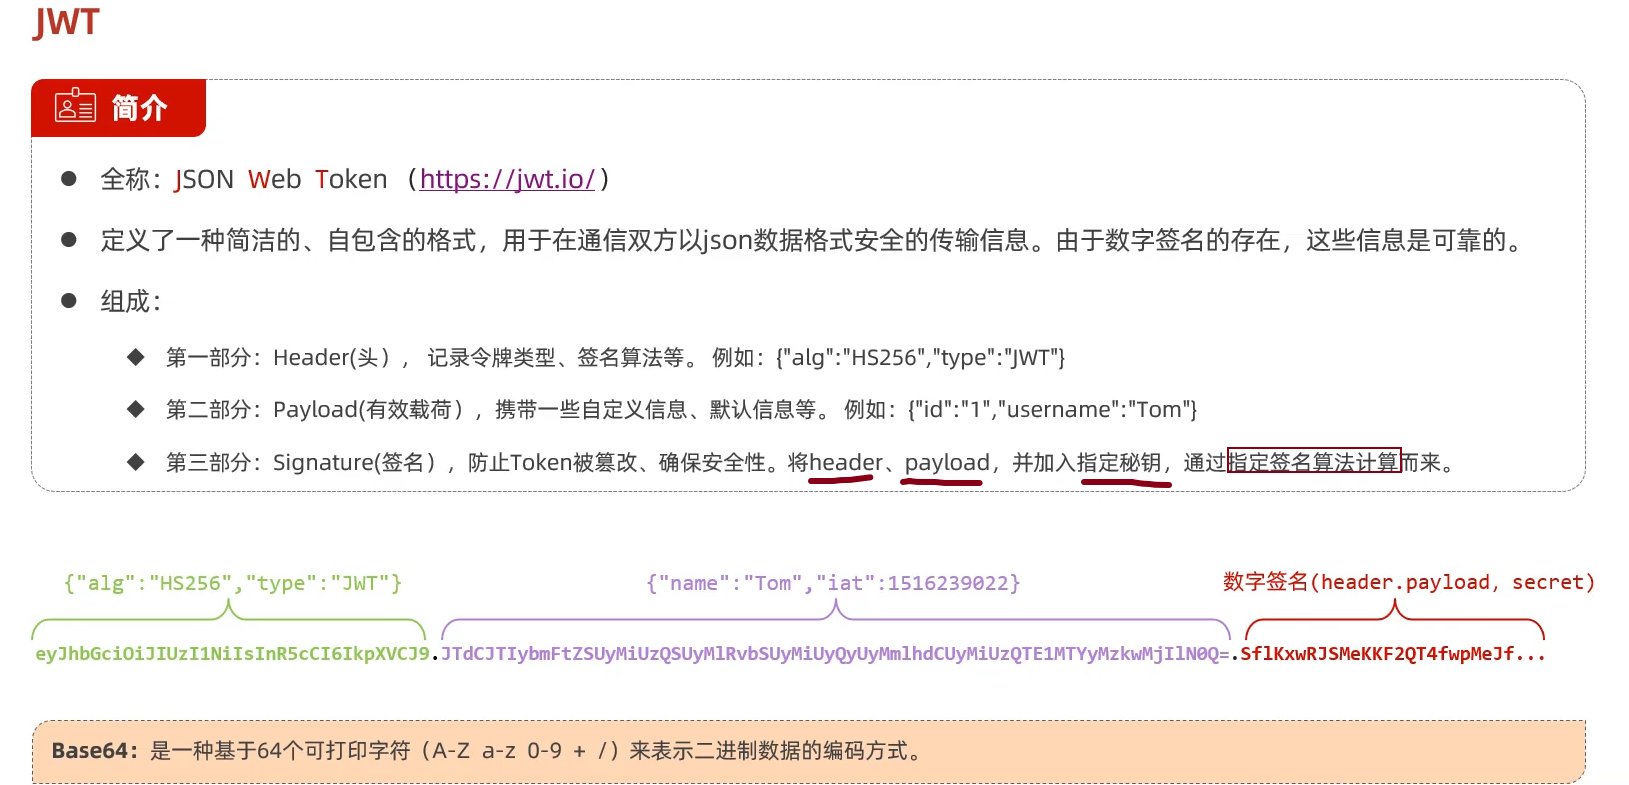 JWT
简介
全称：JSON Web Token（https://jwt.io/）
定义了一种简洁的、自包含的格式，用于在通信双方以json数据格式安全的传输信息。由于数字签名的存在，这些信息是可靠的。
组成：
第一部分：Header(头），记录令牌类型、签名算法等。 例如：{"alg":"HS256","type":"JWT"}
第二部分：Payload(有效载荷），携带一些自定义信息、默认信息等。 例如：{"id":"1","username":"Tom"}
第三部分：Signature(签名），防止Token被篡改、确保安全性。将header、payload，并加入指定秘钥，通过指定签名算法计算而来。
{"alg":"HS256","type":"JWT"} {"name":"Tom","iat":1516239022} 数字签名(header.payload, secret)
eyJhbGciOiJIUzI1NiIsInR5cCI6IkpXVCJ9.JTdCJTIybmFtZSUyMiUzQSUyMlRvbSUyMiUyQyUyMmlhdCUyMiUzQTE1MTYyMzkwMjIlN0Q=.SflKxwRJSMeKKF2QT4fwpMeJf...
Base64：是一种基于64个可打印字符（A-Z a-z 0-9 + /）来表示二进制数据的编码方式。